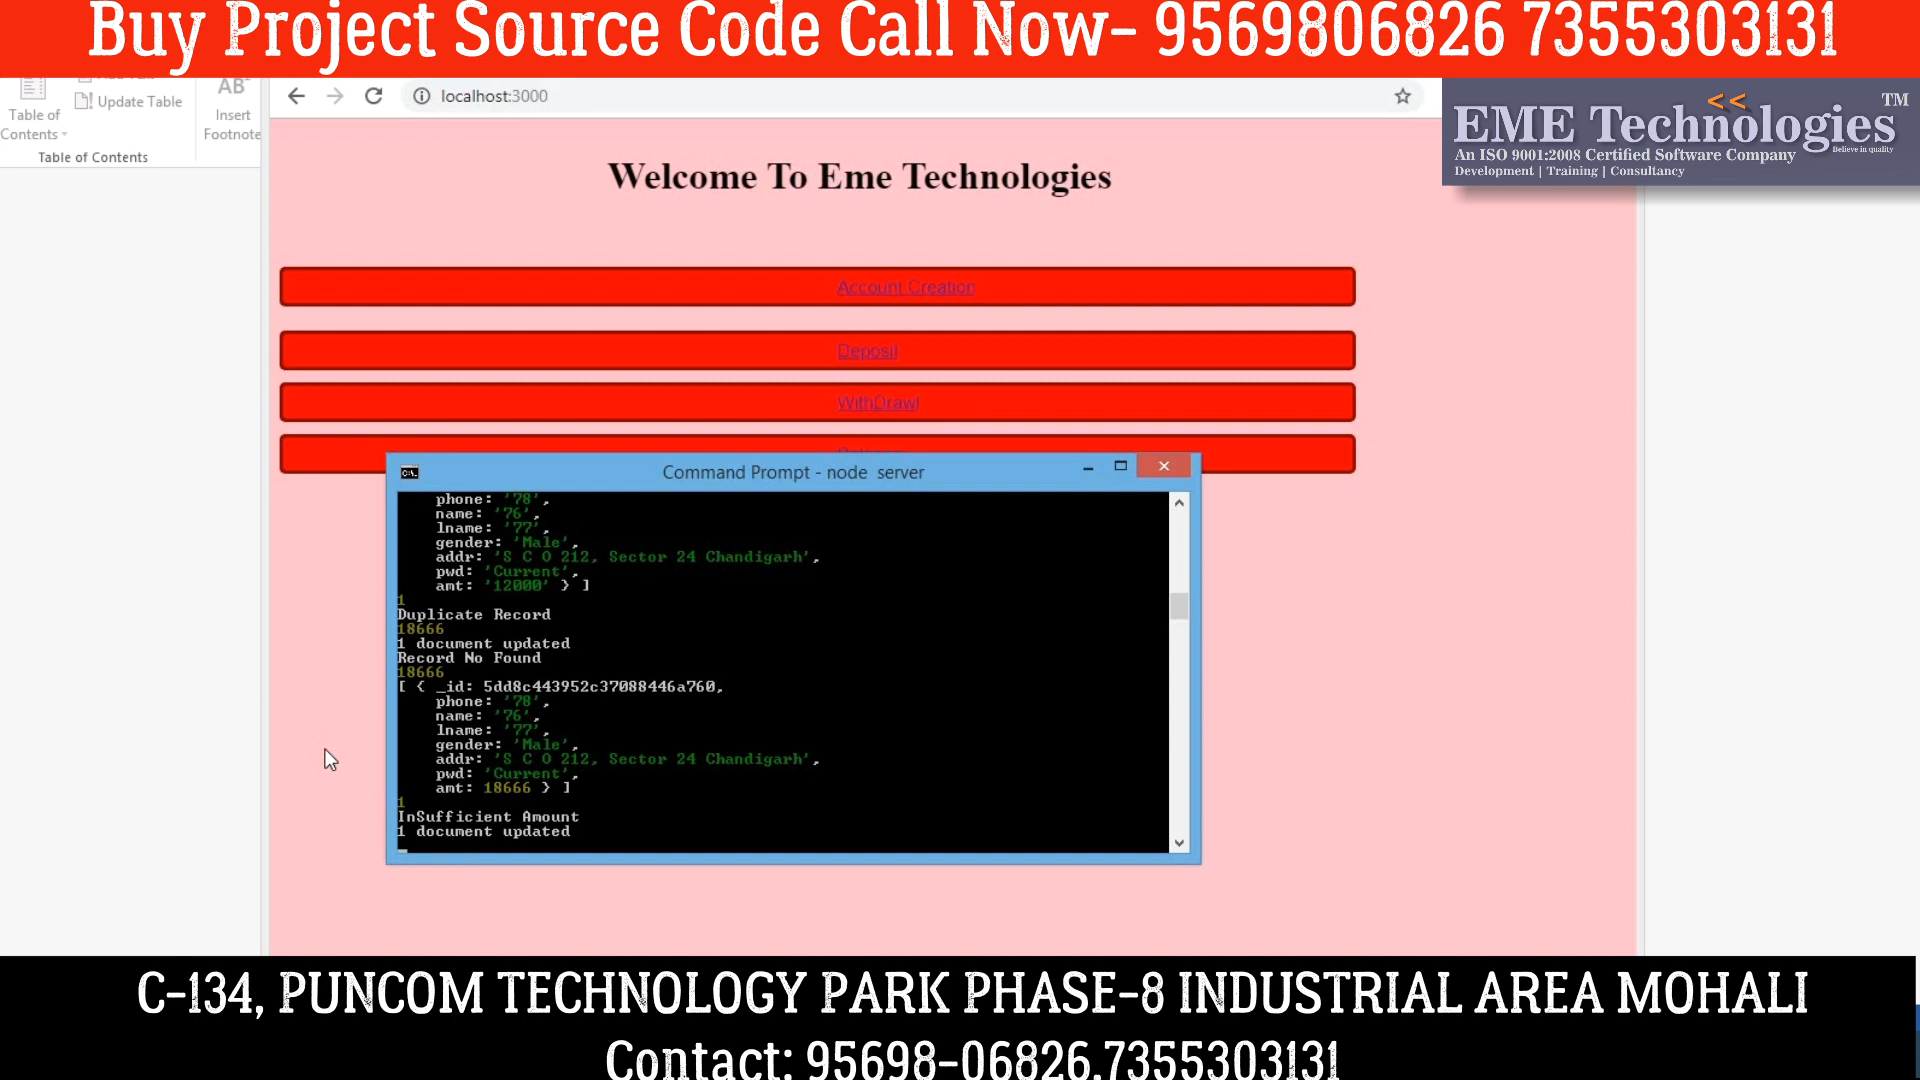 Buy Project Source Code Call Now- 9569806826 7355303131
Update Table
Table of
Contents
AB
Insert
Footnote
Table of Contents
localhost:3000
EME Technologies TM
Believe in quality
An ISO 9001:2008 Certified Software Company
Development | Training | Consultancy
Welcome To Eme Technologies
Account Creation
Deposil
WithDrawl
Command Prompt - node server
phone: '78',
name: '76',
lname: '77',
gender: 'Male',
addr: 'S C O 212, Sector 24 Chandigarh',
pwd: 'Current',
amt: '12000' } ]
1
Duplicate Record
18666
1 document updated
Record No Found
18666
[ { _id: 5dd8c443952c37088446a760,
phone: '78',
name: '76',
lname: '77',
gender: 'Male',
addr: 'S C O 212, Sector 24 Chandigarh',
pwd: 'Current',
amt: 18666 } ]
1
InSufficient Amount
1 document updated
C-134, PUNCOM TECHNOLOGY PARK PHASE-8 INDUSTRIAL AREA MOHALI
Contact: 95698-06826,7355303131